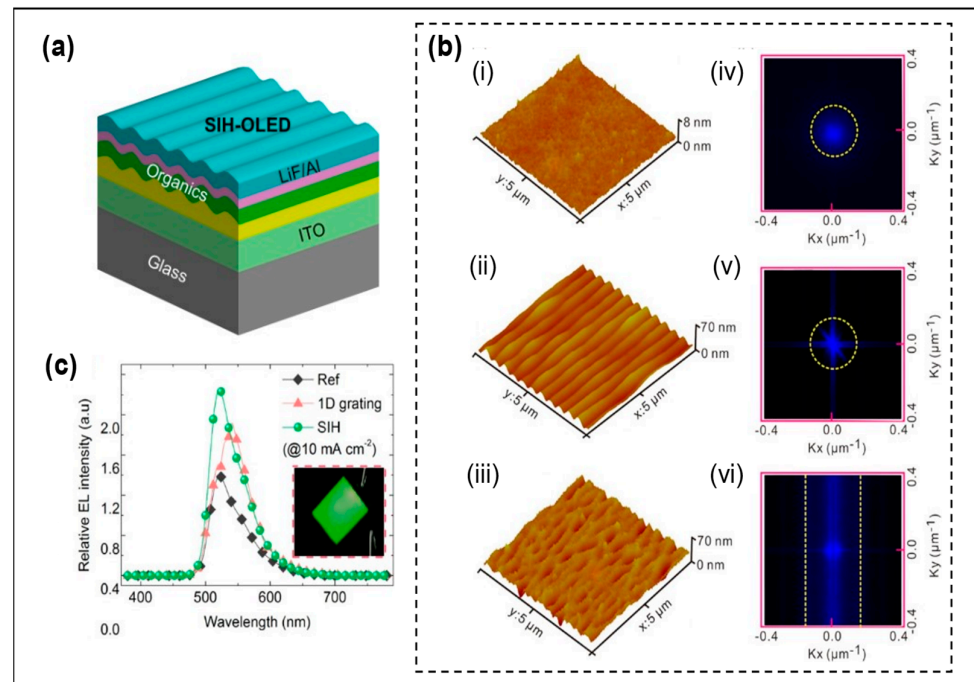 (a)
SIH-OLED
LiF/Al
Organics
ITO
Glass
(b)
(i)
8 nm
0 nm
y:5 µm
x:5 µm
(iv)
0.4
0.0
-0.4
Ky (µm⁻¹)
-0.4
0.0
0.4
Kx (µm⁻¹)
(ii)
70 nm
0 nm
y:5 µm
x:5 µm
(v)
0.4
0.0
-0.4
Ky (µm⁻¹)
-0.4
0.0
0.4
Kx (µm⁻¹)
(iii)
70 nm
0 nm
y:5 µm
x:5 µm
(vi)
0.4
0.0
-0.4
Ky (µm⁻¹)
-0.4
0.0
0.4
Kx (µm⁻¹)
(c)
Ref
1D grating
SIH
(@10 mA cm⁻²)
Relative EL intensity (a.u)
2.0
1.6
1.2
0.8
0.4
0.0
400
500
600
700
Wavelength (nm)